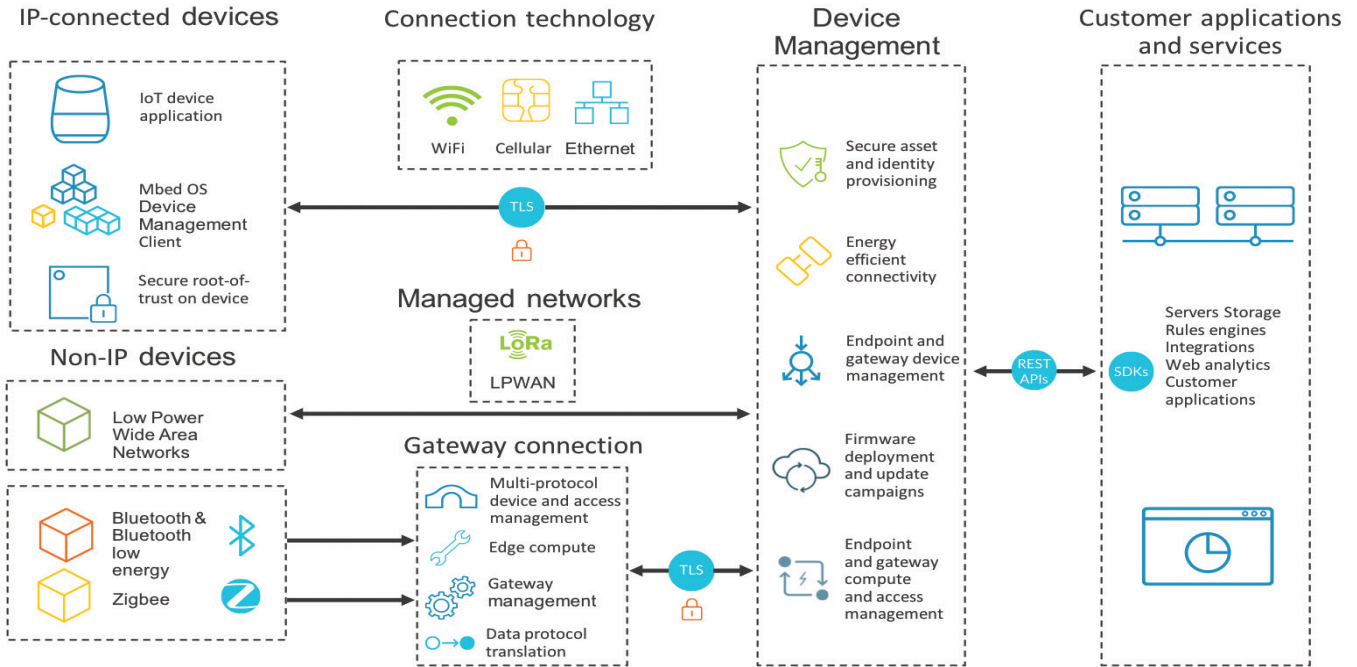 IP-connected devices
IoT device
application
Mbed OS
Device
Management
Client
Secure root-of-
trust on device
Non-IP devices
Low Power
Wide Area
Networks
Bluetooth &
Bluetooth
low
energy
Zigbee
Connection technology
WiFi
Cellular
Ethernet
TLS
Managed networks
LoRa
LPWAN
Gateway connection
Multi-protocol
device and access
management
Edge compute
Gateway
management
Data protocol
translation
TLS
Device
Management
Secure asset
and identity
provisioning
Energy
efficient
connectivity
Endpoint and
gateway device
management
Firmware
deployment
and update
campaigns
Endpoint
and gateway
compute
and access
management
REST
APIs
Customer applications
and services
SDKs
Servers Storage
Rules engines
Integrations
Web analytics
Customer
applications